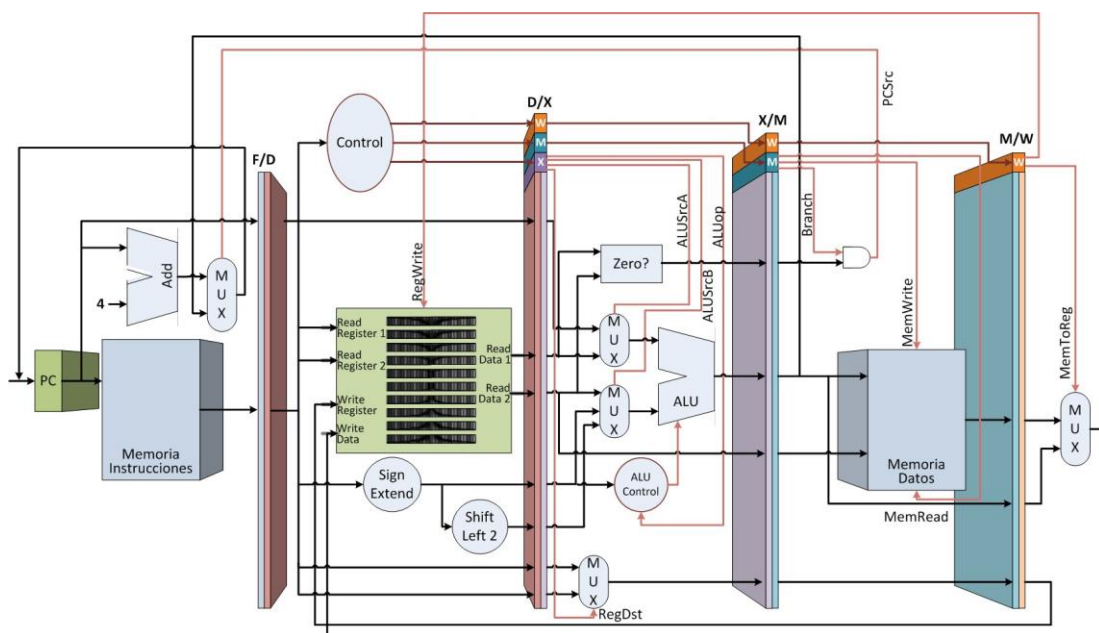 D/X
X/M
M/W
F/D
W
M
X
W
M
W
Control
PCSrc
RegWrite
ALUSrcA
ALUop
ALUSrcB
Branch
MemWrite
MemToReg
Add
4
M
U
X
Zero?
Read
Register 1
Read
Register 2
Write
Register
Write
Data
Read
Data 1
Read
Data 2
M
U
X
M
U
X
ALU
PC
Memoria
Instrucciones
Sign
Extend
Shift
Left 2
ALU
Control
Memoria
Datos
MemRead
M
U
X
M
U
X
RegDst